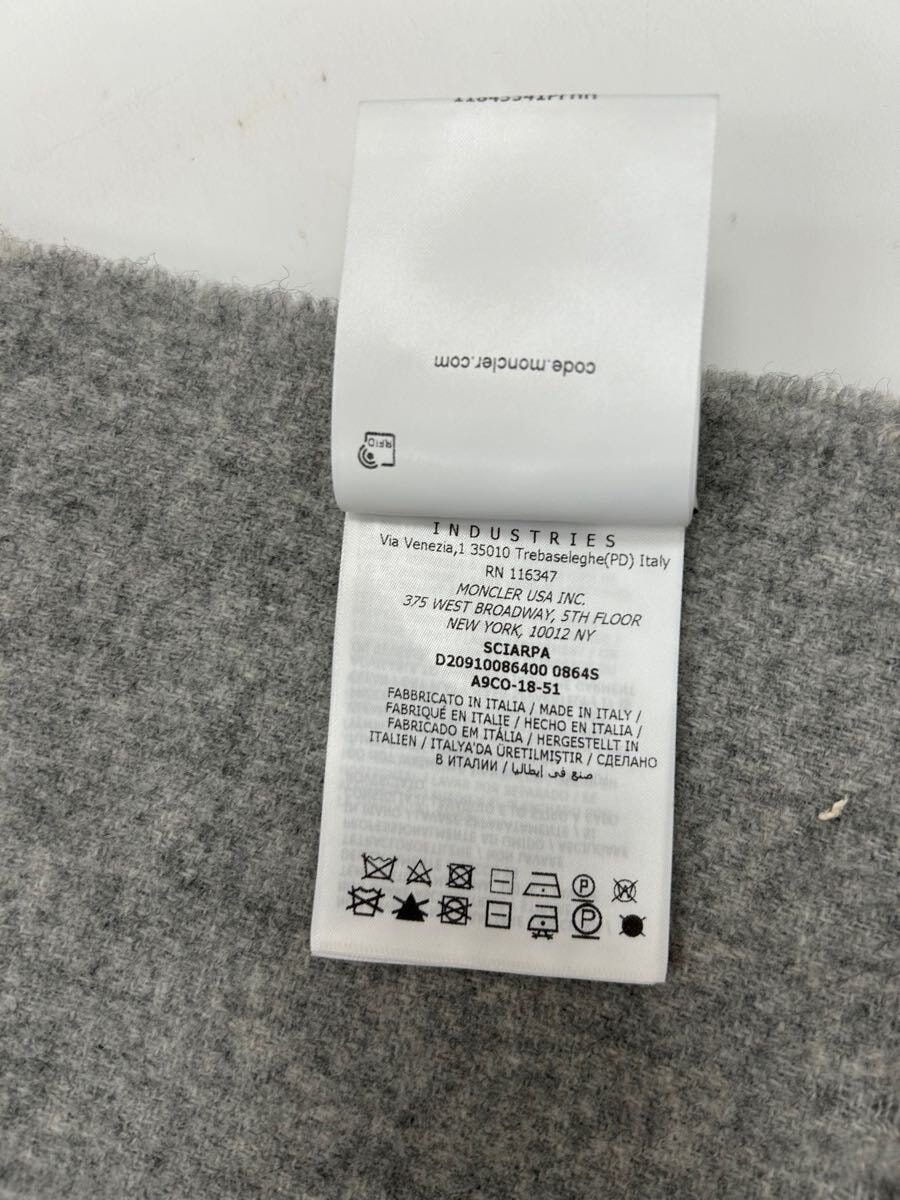 code.moncler.com
RFID
INDUSTRIES
Via Venezia,1 35010 Trebaseleghe(PD) Italy
RN 116347
MONCLER USA INC.
375 WEST BROADWAY, 5TH FLOOR
NEW YORK, 10012 NY
SCIARPA
D20910086400 0864S
A9CO-18-51
FABBRICATO IN ITALIA / MADE IN ITALY /
FABRIQUÉ EN ITALIE / HECHO EN ITALIA /
FABRICADO EM ITÁLIA / HERGESTELLT IN
ITALIEN / ITALYA'DA ÜRETILMIŞTIR / СДЕЛАНО
В ИТАЛИИ / صنع في إيطاليا
P W
P